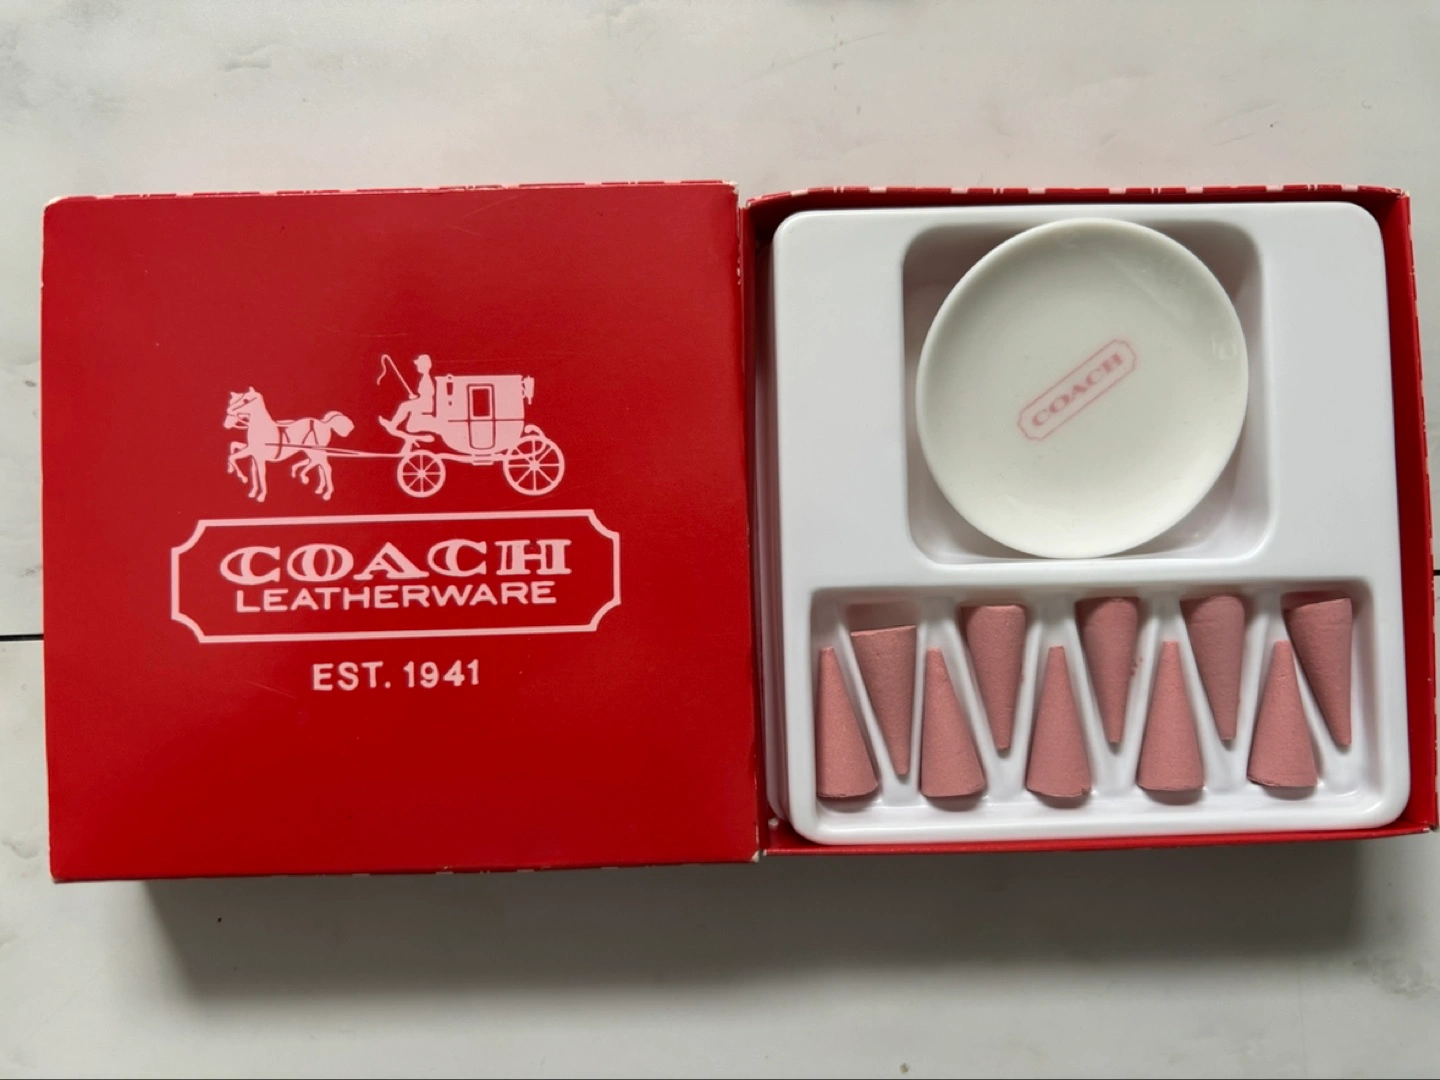 COACH
LEATHERWARE
EST. 1941
COACH